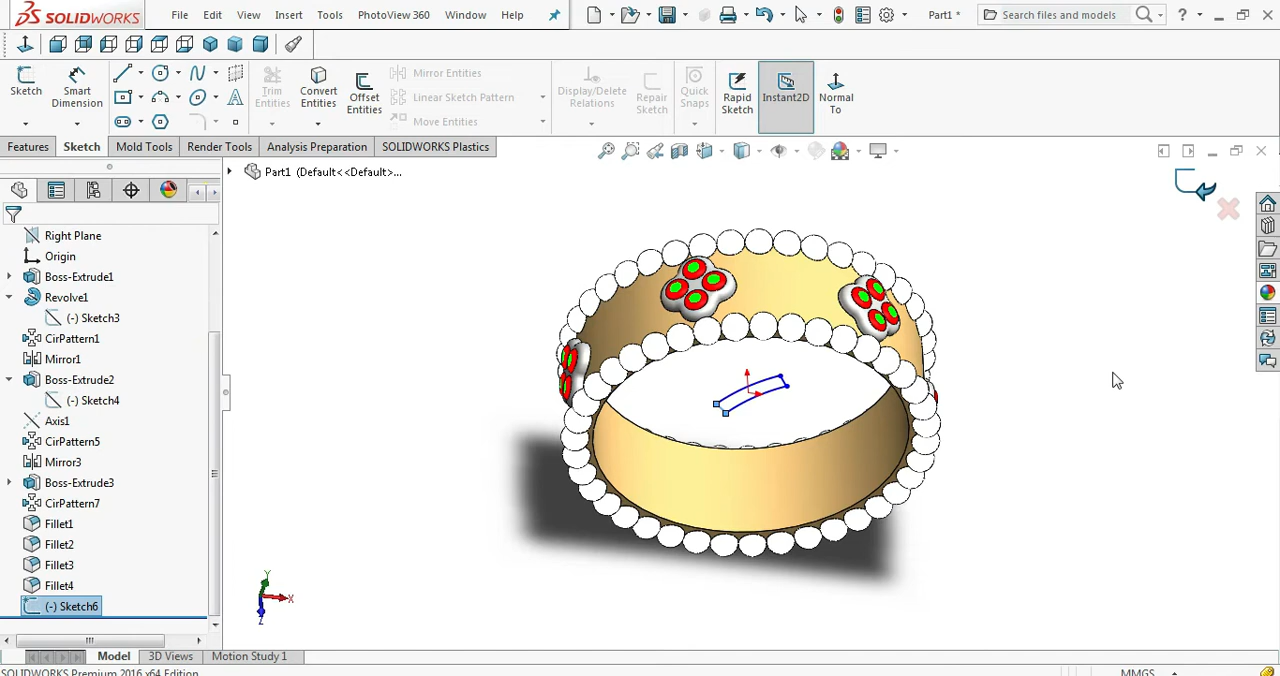 SOLIDWORKS File Edit View Insert Tools PhotoView 360 Window Help Part1 * Search files and models ?
Sketch Smart Dimension Trim Entities Convert Entities Offset Entities Mirror Entities Linear Sketch Pattern Move Entities Display/Delete Relations Repair Sketch Quick Snaps Rapid Sketch Instant2D Normal To
Features Sketch Mold Tools Render Tools Analysis Preparation SOLIDWORKS Plastics
Part1 (Default<<Default>...
Right Plane
Origin
Boss-Extrude1
Revolve1
(-) Sketch3
CirPattern1
Mirror1
Boss-Extrude2
(-) Sketch4
Axis1
CirPattern5
Mirror3
Boss-Extrude3
CirPattern7
Fillet1
Fillet2
Fillet3
Fillet4
(-) Sketch6
Y
X
Z
Model 3D Views Motion Study 1
SOLIDWORKS Premium 2016 x64 Edition MMGS